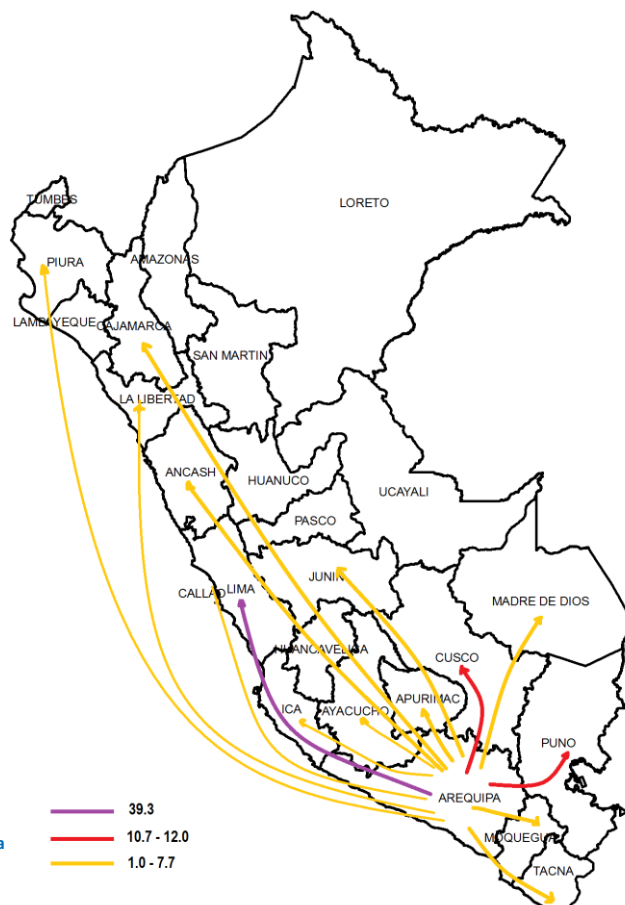 TUMBES
LORETO
PIURA
AMAZONAS
LAMBAYEQUE
CAJAMARCA
SAN MARTIN
LA LIBERTAD
ANCASH
HUANUCO
UCAYALI
PASCO
JUNIN
CALLAO
LIMA
MADRE DE DIOS
HUANCAVELICA
CUSCO
ICA
AYACUCHO
APURIMAC
PUNO
AREQUIPA
39.3
10.7 - 12.0
MOQUEGUA
a
1.0 - 7.7
TACNA